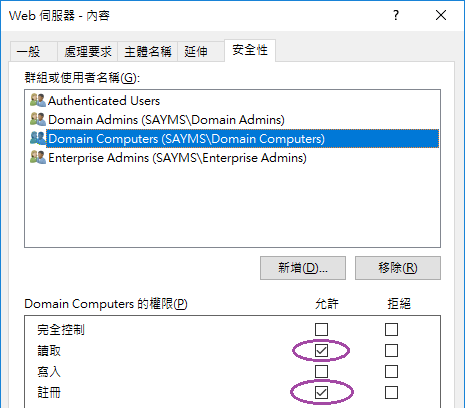 Web 伺服器 - 內容
一般 處理要求 主體名稱 延伸 安全性
群組或使用者名稱(G):
Authenticated Users
Domain Admins (SAYMS\Domain Admins)
Domain Computers (SAYMS\Domain Computers)
Enterprise Admins (SAYMS\Enterprise Admins)
新增(D)... 移除(R)
Domain Computers 的權限(P) 允許 拒絕
完全控制
讀取
寫入
註冊